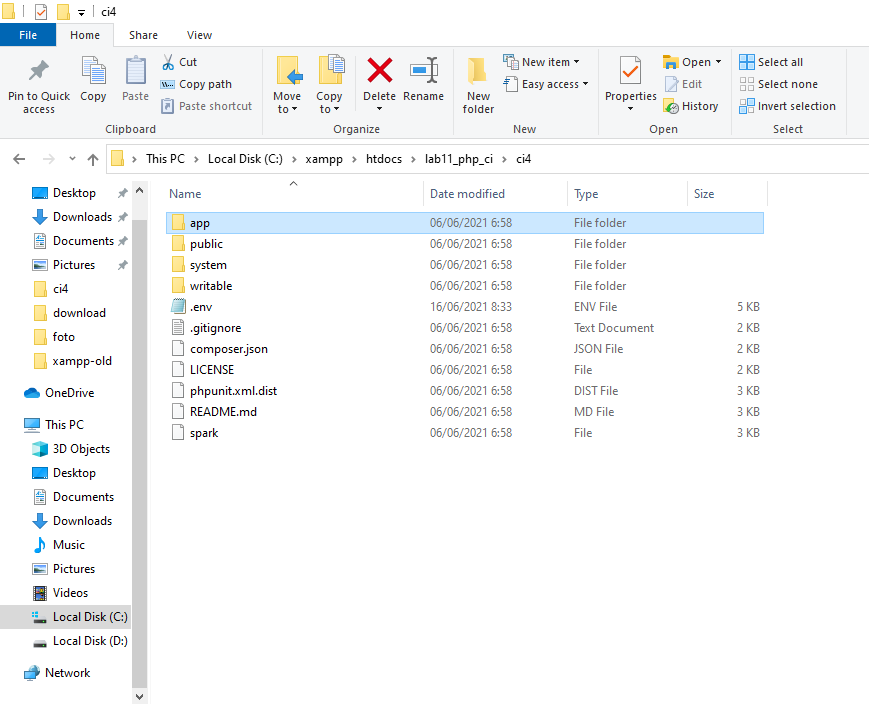 ci4
File Home Share View
Pin to Quick access
Copy
Paste
Cut
Copy path
Paste shortcut
Clipboard
Move to
Copy to
Delete
Rename
Organize
New folder
New item
Easy access
New
Properties
Open
Edit
History
Open
Select all
Select none
Invert selection
Select
This PC > Local Disk (C:) > xampp > htdocs > lab11_php_ci > ci4
Desktop
Downloads
Documents
Pictures
ci4
download
foto
xampp-old
OneDrive
This PC
3D Objects
Desktop
Documents
Downloads
Music
Pictures
Videos
Local Disk (C:)
Local Disk (D:)
Network
Name Date modified Type Size
app 06/06/2021 6:58 File folder
public 06/06/2021 6:58 File folder
system 06/06/2021 6:58 File folder
writable 06/06/2021 6:58 File folder
.env 16/06/2021 8:33 ENV File 5 KB
.gitignore 06/06/2021 6:58 Text Document 2 KB
composer.json 06/06/2021 6:58 JSON File 2 KB
LICENSE 06/06/2021 6:58 File 2 KB
phpunit.xml.dist 06/06/2021 6:58 DIST File 3 KB
README.md 06/06/2021 6:58 MD File 3 KB
spark 06/06/2021 6:58 File 3 KB